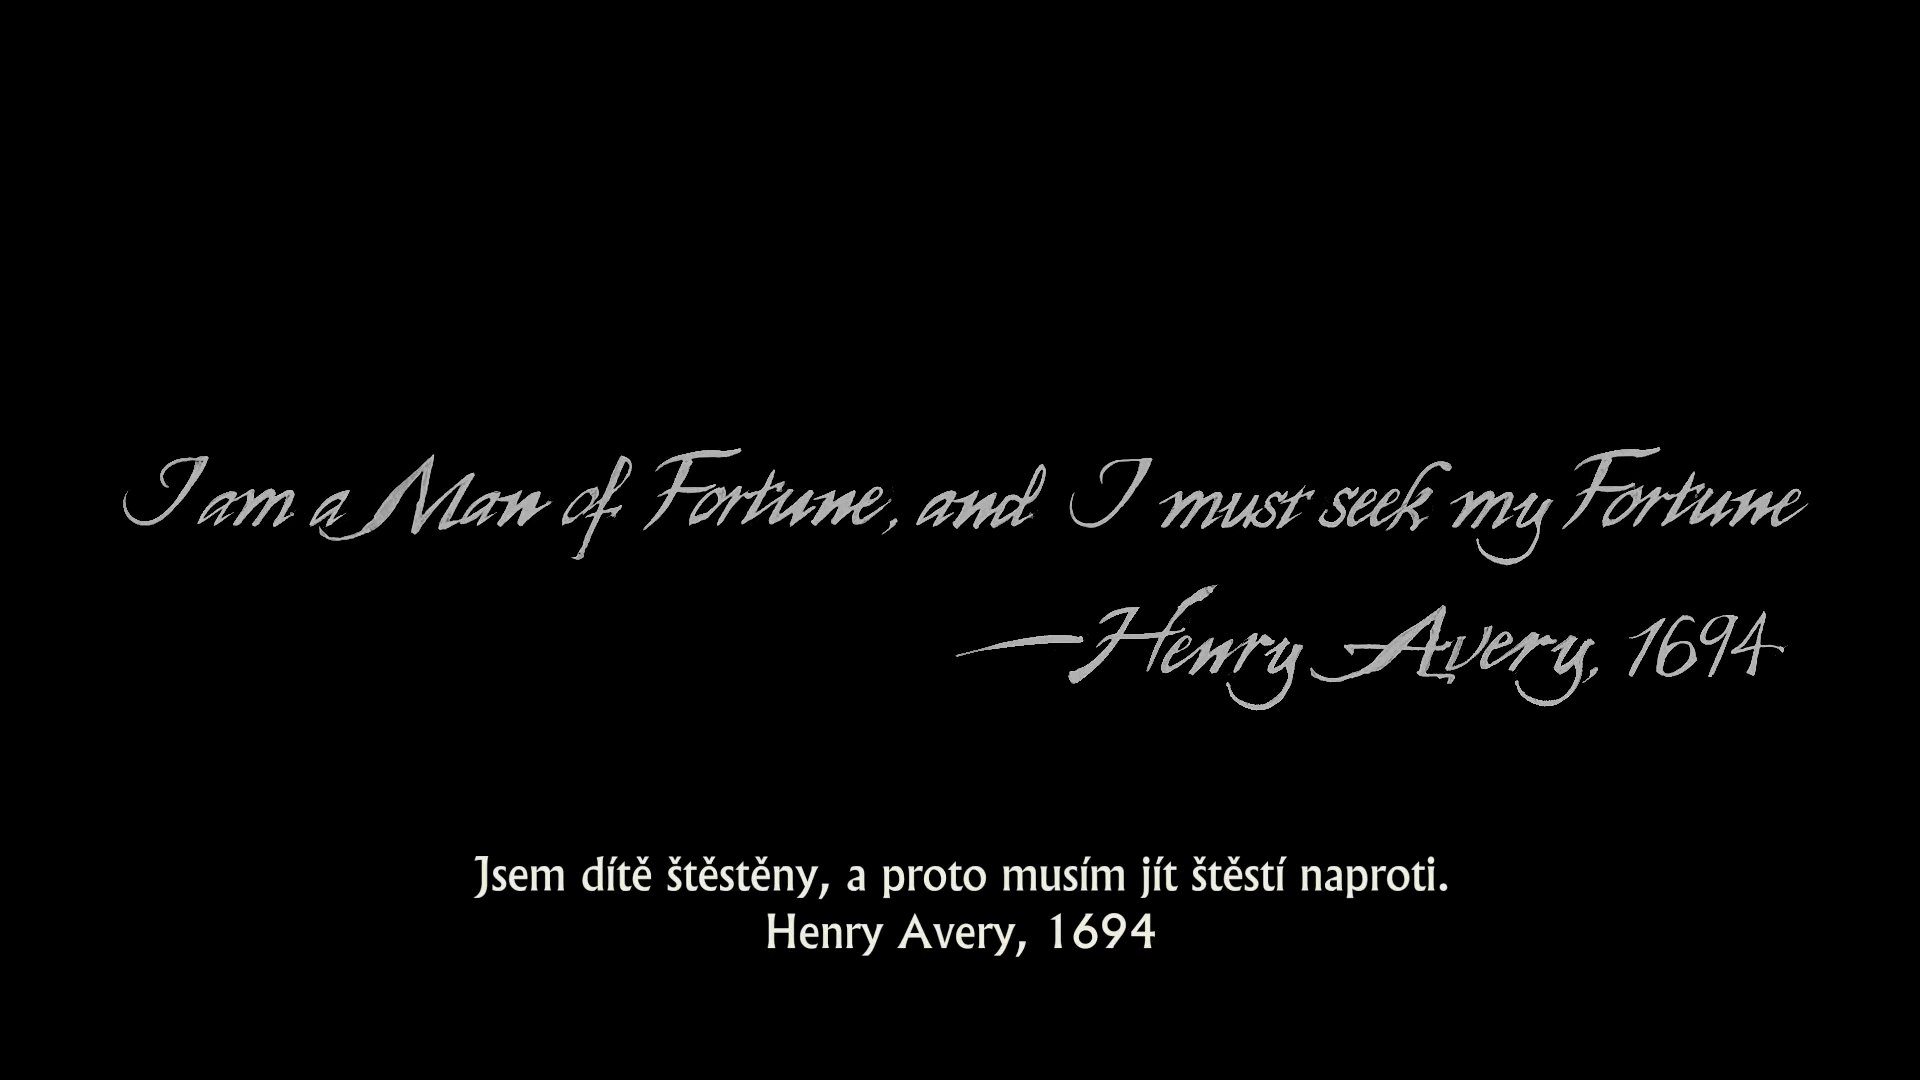 I am a Man of Fortune, and I must seek my Fortune
—Henry Avery, 1694
Jsem dítě štěstěny, a proto musím jít štěstí naproti.
Henry Avery, 1694